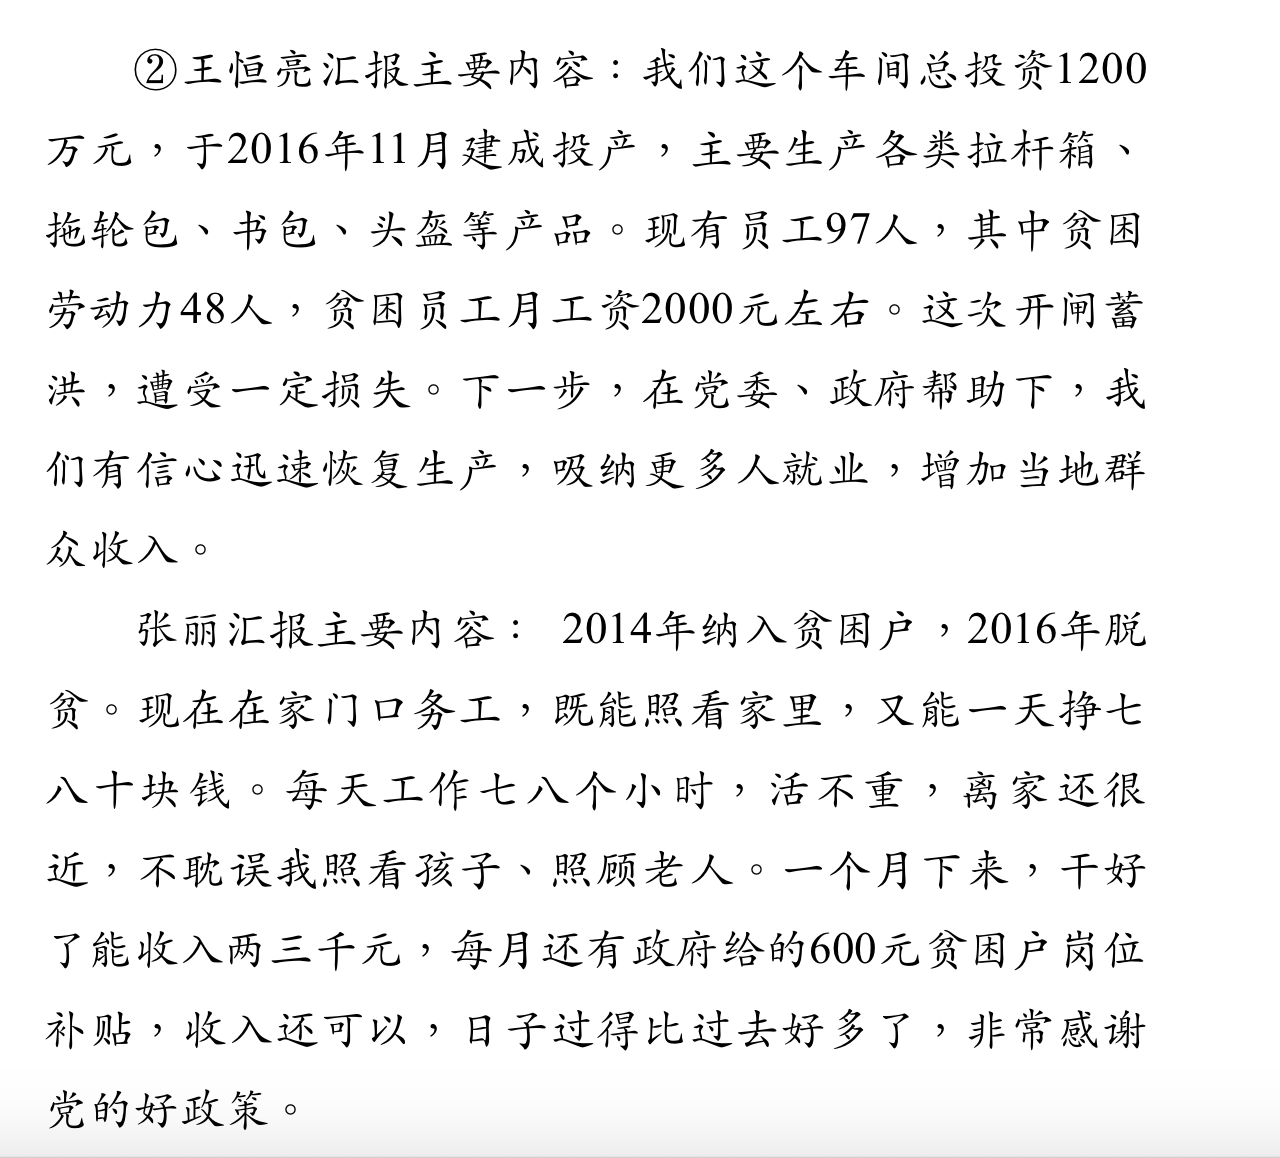 ②王恒亮汇报主要内容：我们这个车间总投资1200
万元，于2016年11月建成投产，主要生产各类拉杆箱、
拖轮包、书包、头盔等产品。现有员工97人，其中贫困
劳动力48人，贫困员工月工资2000元左右。这次开闸蓄
洪，遭受一定损失。下一步，在党委、政府帮助下，我
们有信心迅速恢复生产，吸纳更多人就业，增加当地群
众收入。
张丽汇报主要内容： 2014年纳入贫困户，2016年脱
贫。现在在家门口务工，既能照看家里，又能一天挣七
八十块钱。每天工作七八个小时，活不重，离家还很
近，不耽误我照看孩子、照顾老人。一个月下来，干好
了能收入两三千元，每月还有政府给的600元贫困户岗位
补贴，收入还可以，日子过得比过去好多了，非常感谢
党的好政策。